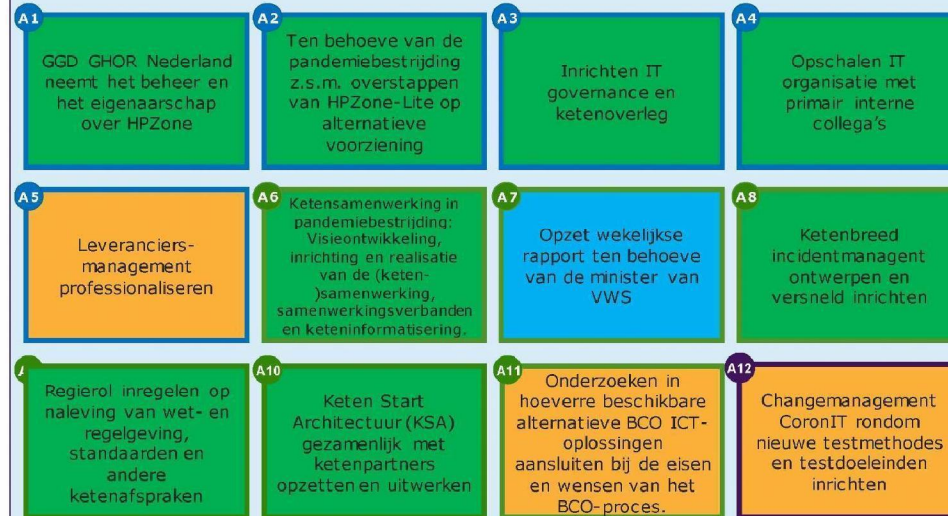 A1
GGD GHOR Nederland
neemt het beheer en
het eigenaarschap
over HPZone
A2
Ten behoeve van de
pandemiebestrijding
z.s.m. overstappen
van HPZone-Lite op
alternatieve
voorziening
A3
Inrichten IT
governance en
ketenoverleg
A4
Opschalen IT
organisatie met
primair interne
collega's
A5
Leveranciers-
management
professionaliseren
A6
Ketensamenwerking in
pandemiebestrijding:
Visieontwikkeling,
inrichting en realisatie
van de (keten-
)samenwerking,
samenwerkingsverbanden
en keteninformatisering.
A7
Opzet wekelijkse
rapport ten behoeve
van de minister van
VWS
A8
Ketenbreed
incidentmanagent
ontwerpen en
versneld inrichten
A
Regierol inregelen op
naleving van wet- en
regelgeving,
standaarden en
andere
ketenafspraken
A10
Keten Start
Architectuur (KSA)
gezamenlijk met
ketenpartners
opzetten en uitwerken
A11
Onderzoeken in
hoeverre beschikbare
alternatieve BCO ICT-
oplossingen
aansluiten bij de eisen
en wensen van het
BCO-proces.
A12
Changemanagement
CoronIT rondom
nieuwe testmethodes
en testdoeleinden
inrichten